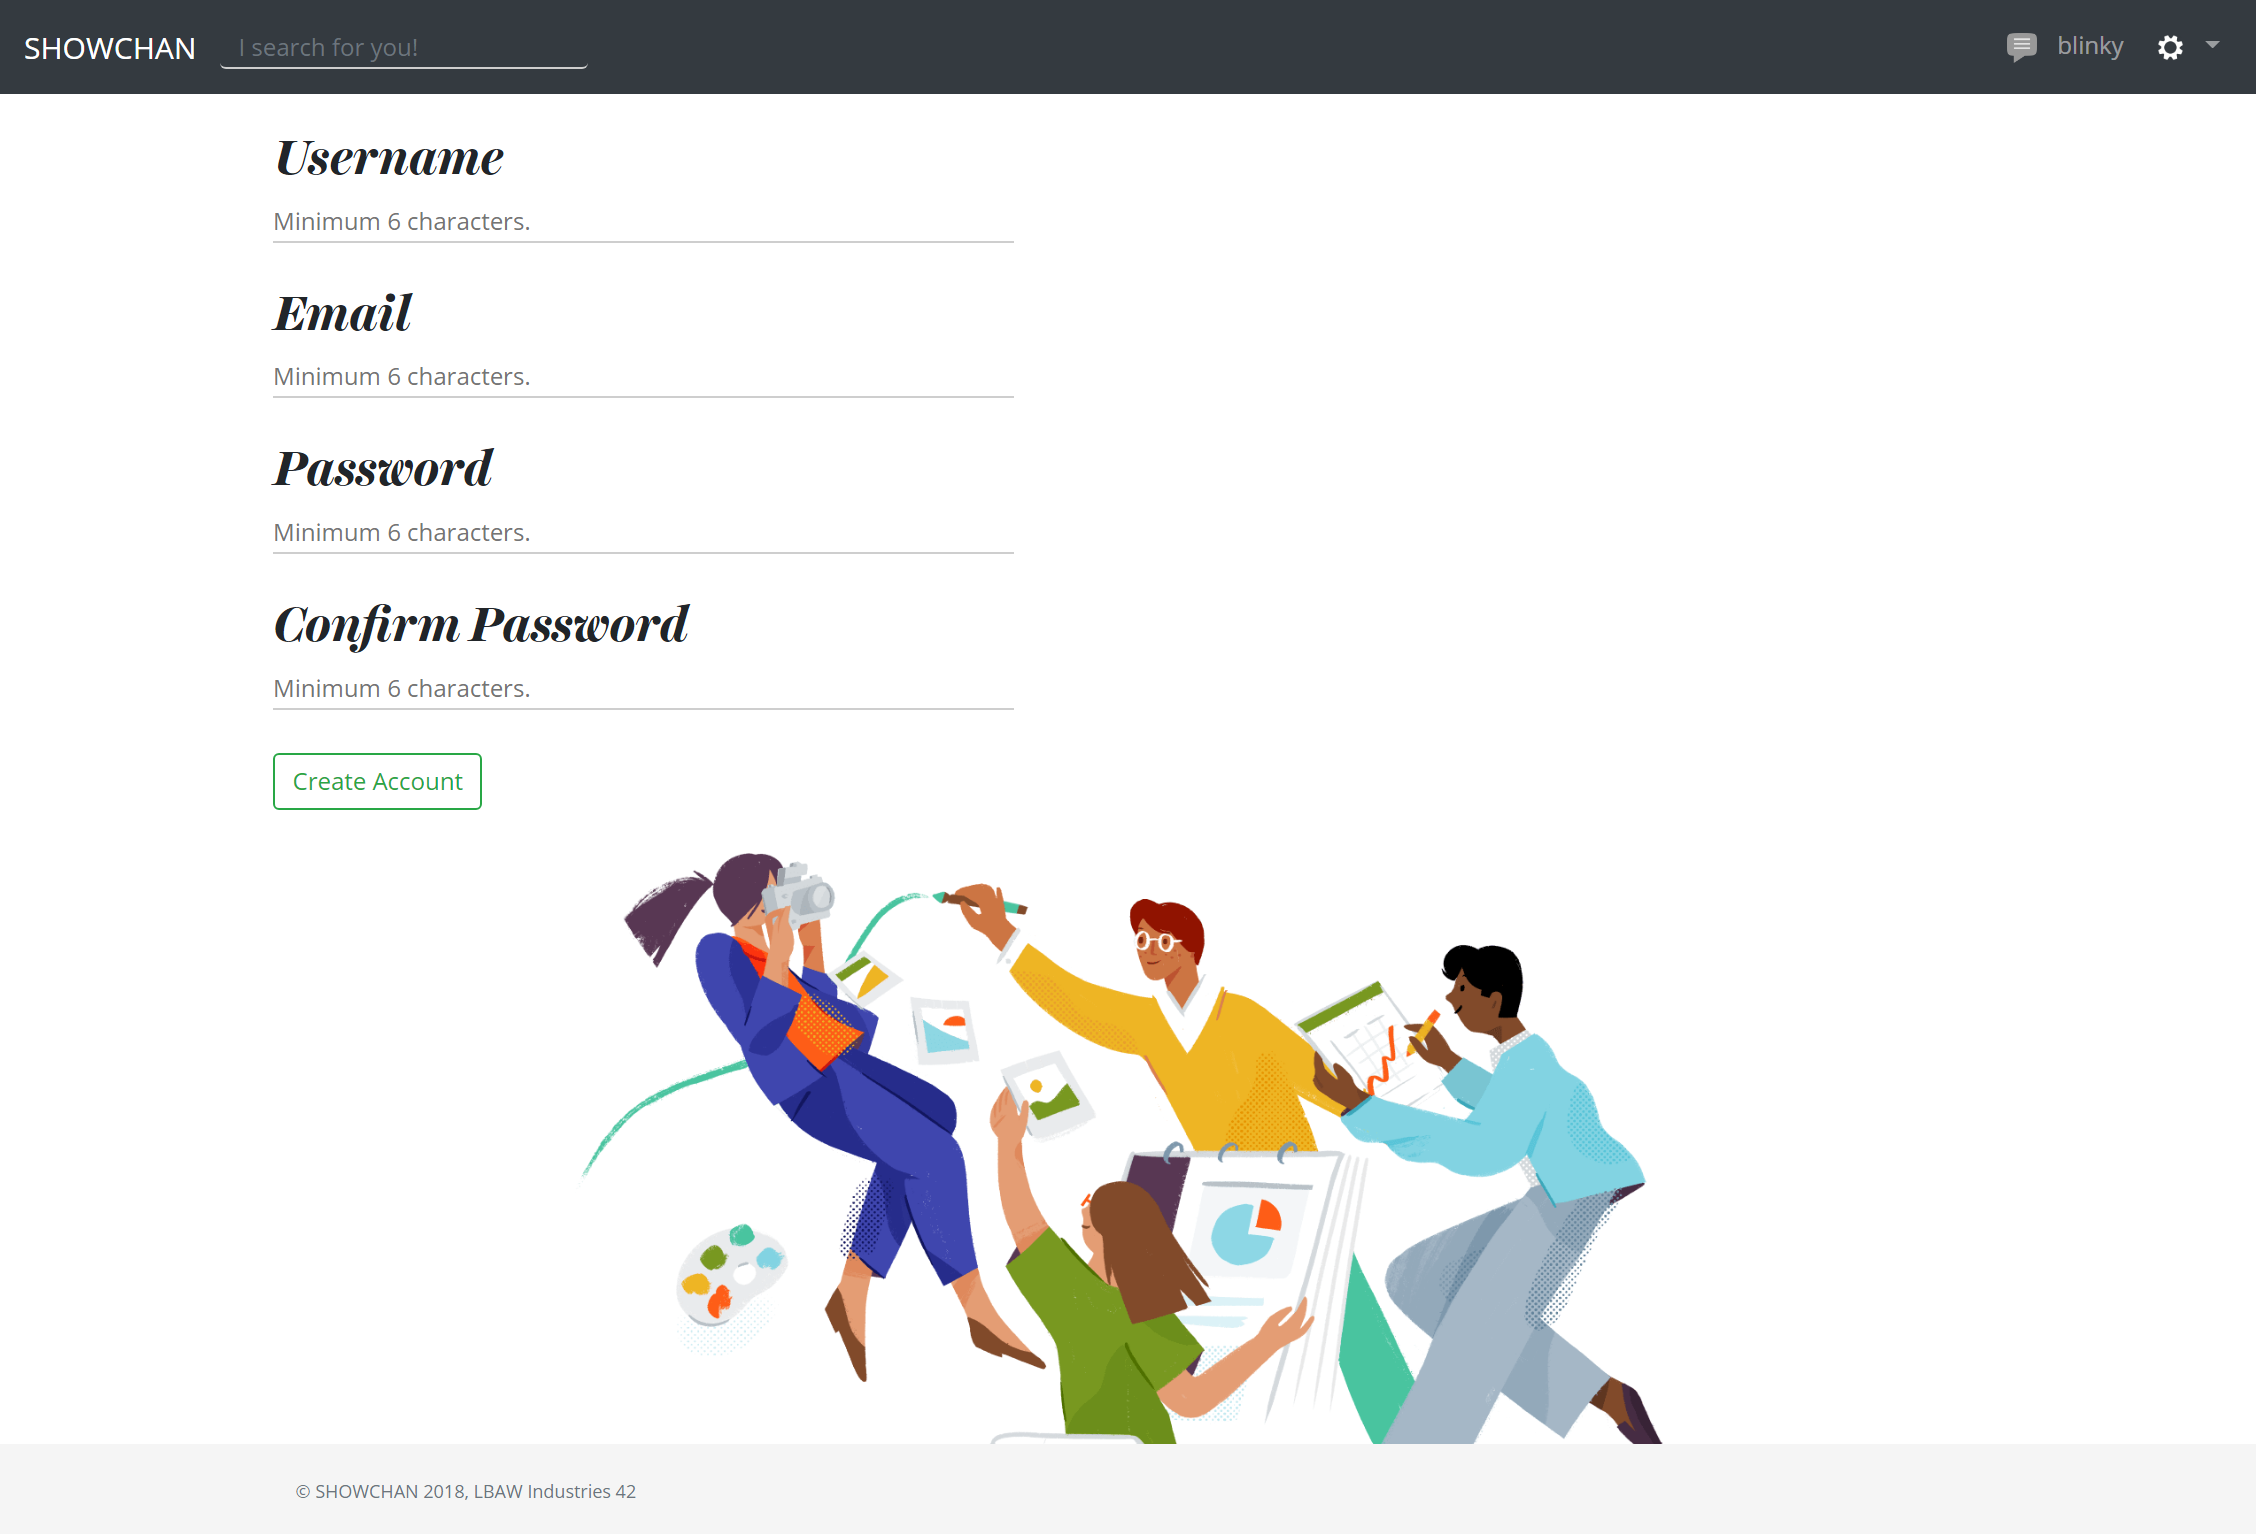 SHOWCHAN I search for you! blinky
Username
Minimum 6 characters.
Email
Minimum 6 characters.
Password
Minimum 6 characters.
Confirm Password
Minimum 6 characters.
Create Account
© SHOWCHAN 2018, LBAW Industries 42